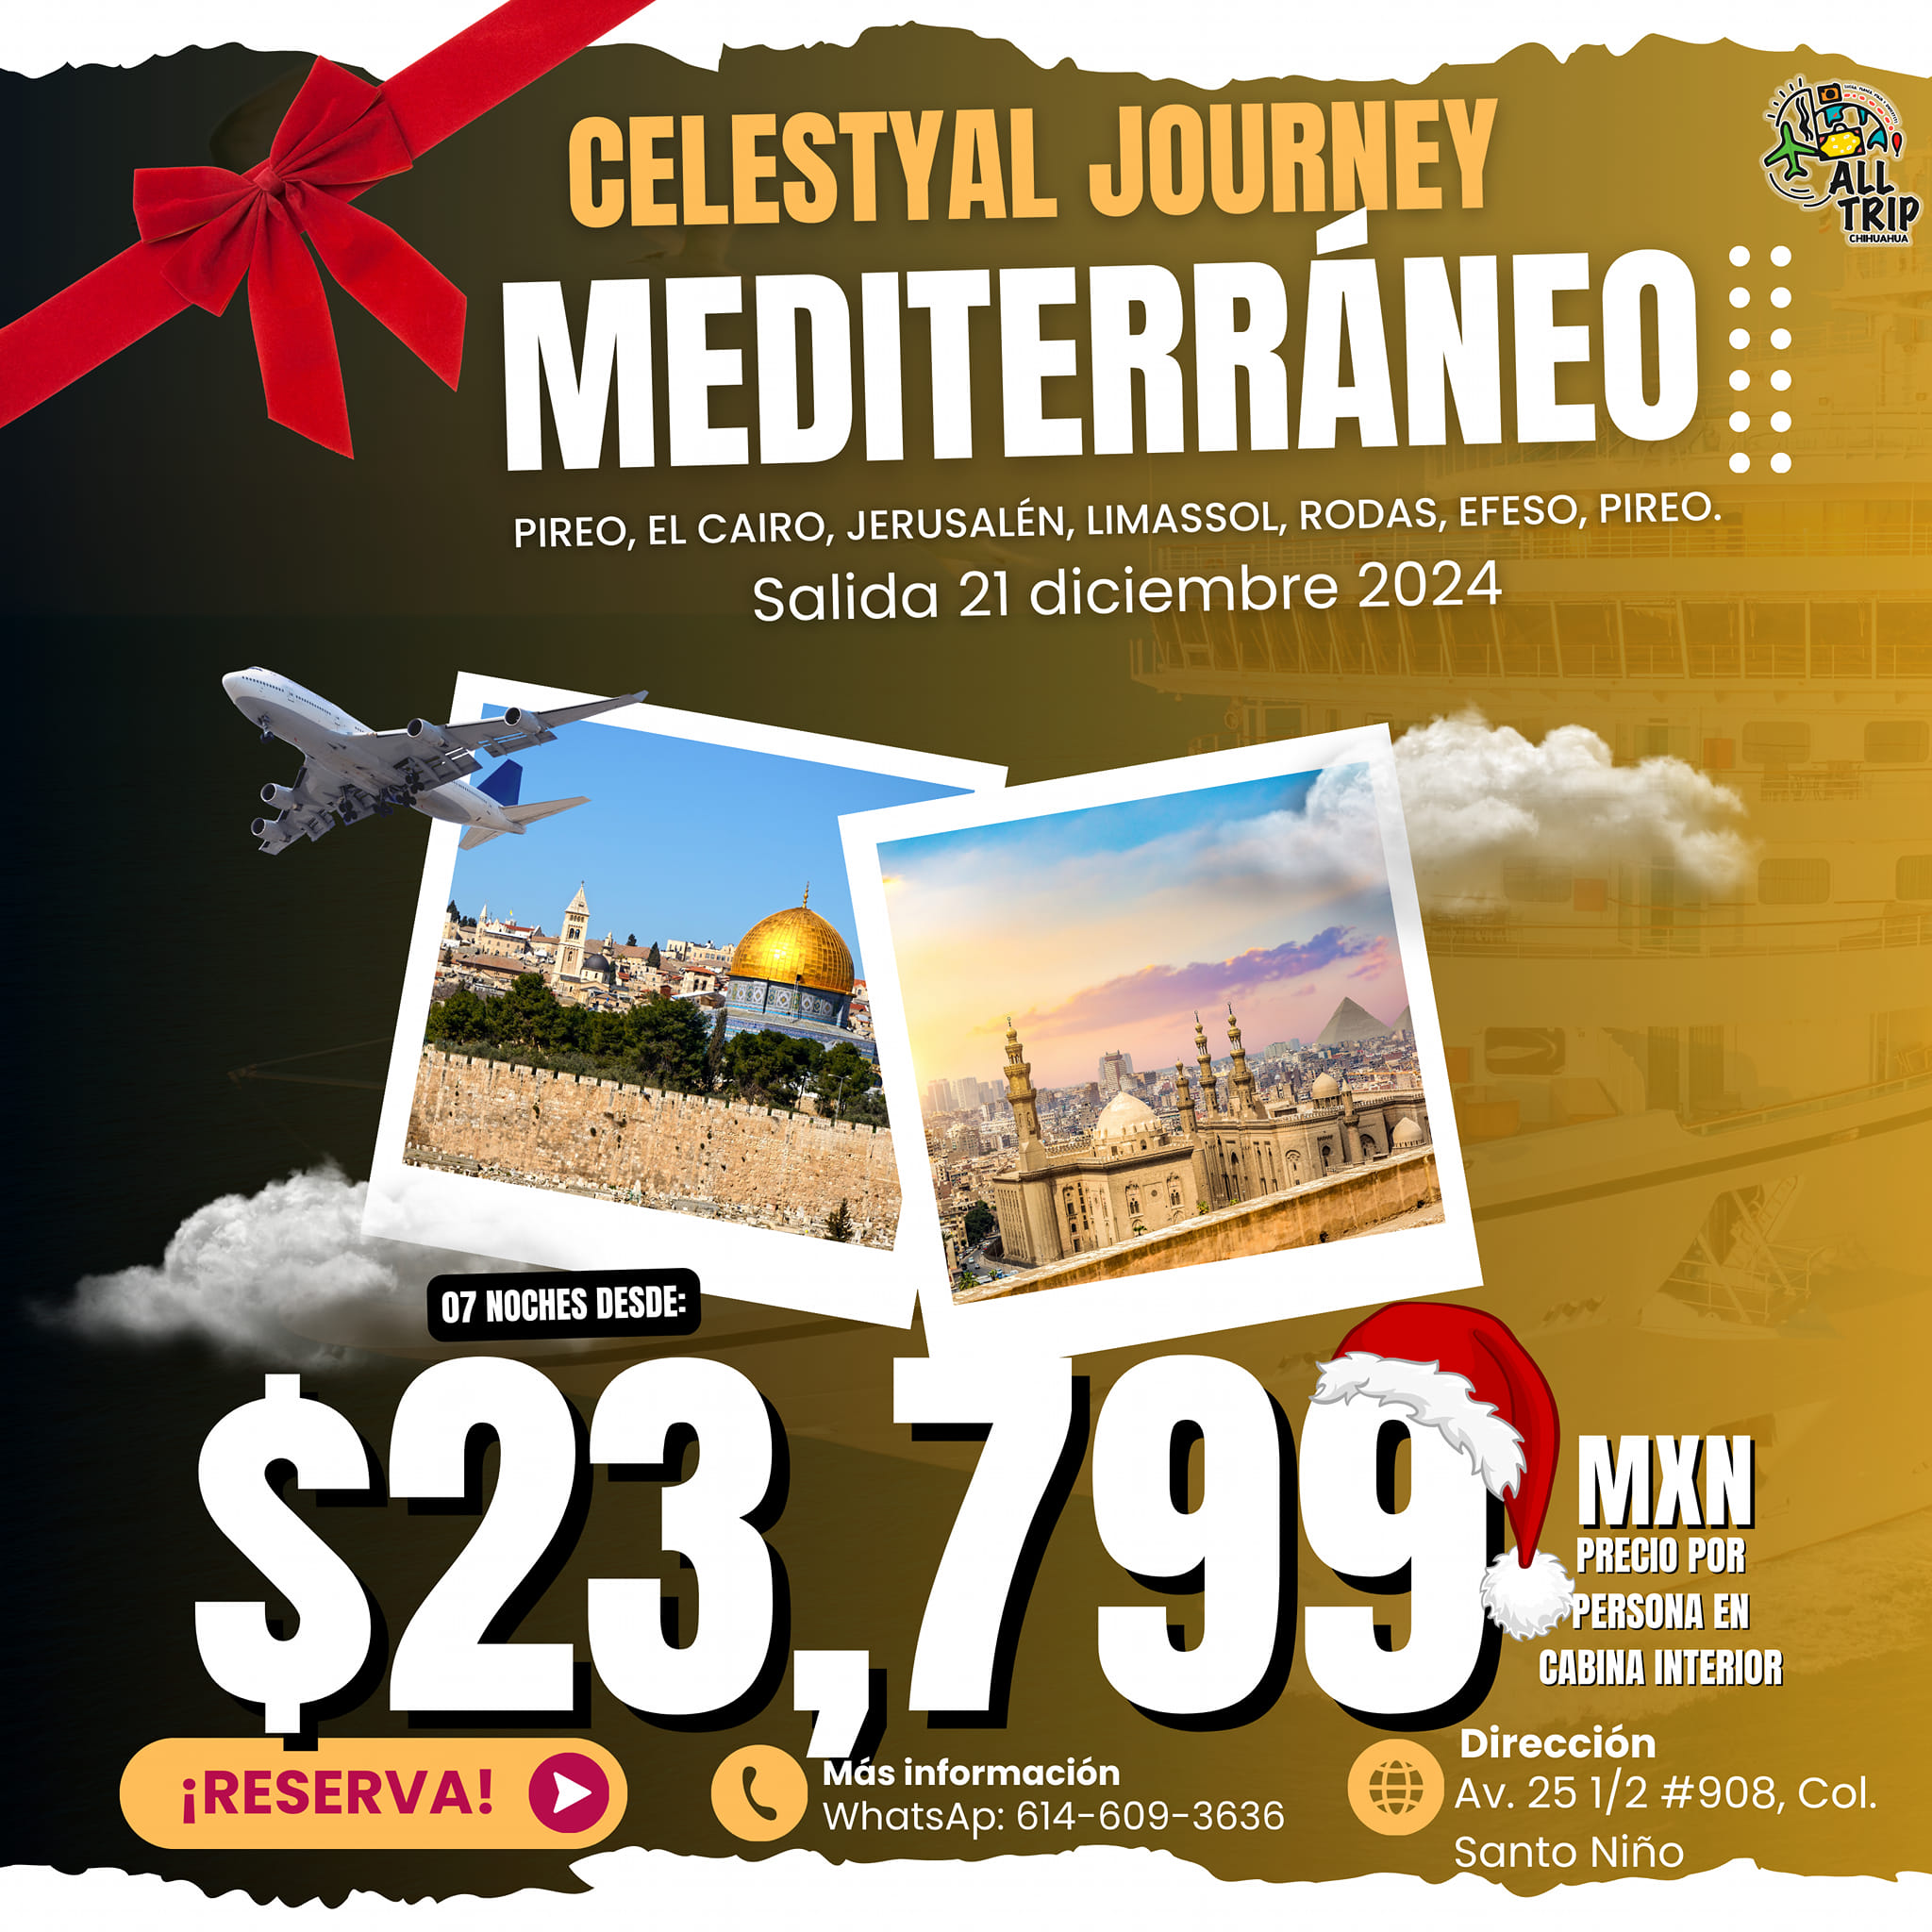 CELESTYAL JOURNEY
ALL
TRIP
CHIHUAHUA
MEDITERRÁNEO
PIREO, EL CAIRO, JERUSALÉN, LIMASSOL, RODAS, EFESO, PIREO.
Salida 21 diciembre 2024
07 NOCHES DESDE:
$23,799
MXN
PRECIO POR
PERSONA EN
CABINA INTERIOR
¡RESERVA!
Más información
WhatsAp: 614-609-3636
Dirección
Av. 25 1/2 #908, Col.
Santo Niño